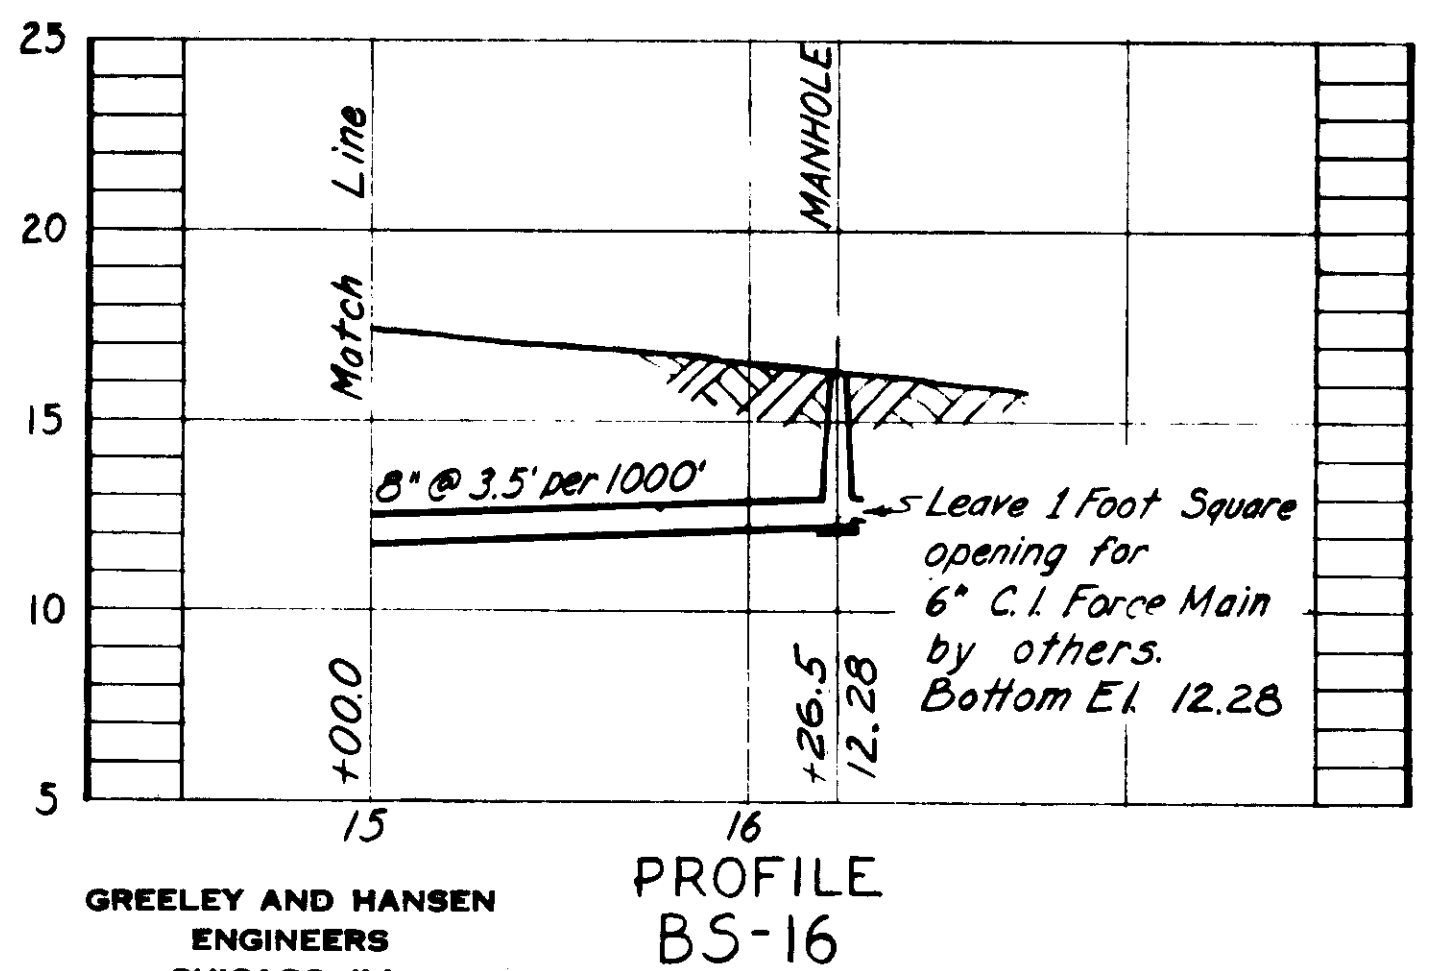 25
20
15
10
5
Match Line
MANHOLE
8" @ 3.5' per 1000'
Leave 1 Foot Square
opening for
6" C.I. Force Main
by others.
Bottom El. 12.28
+00.0
+26.5
12.28
15
16
PROFILE
BS-16
GREELEY AND HANSEN
ENGINEERS